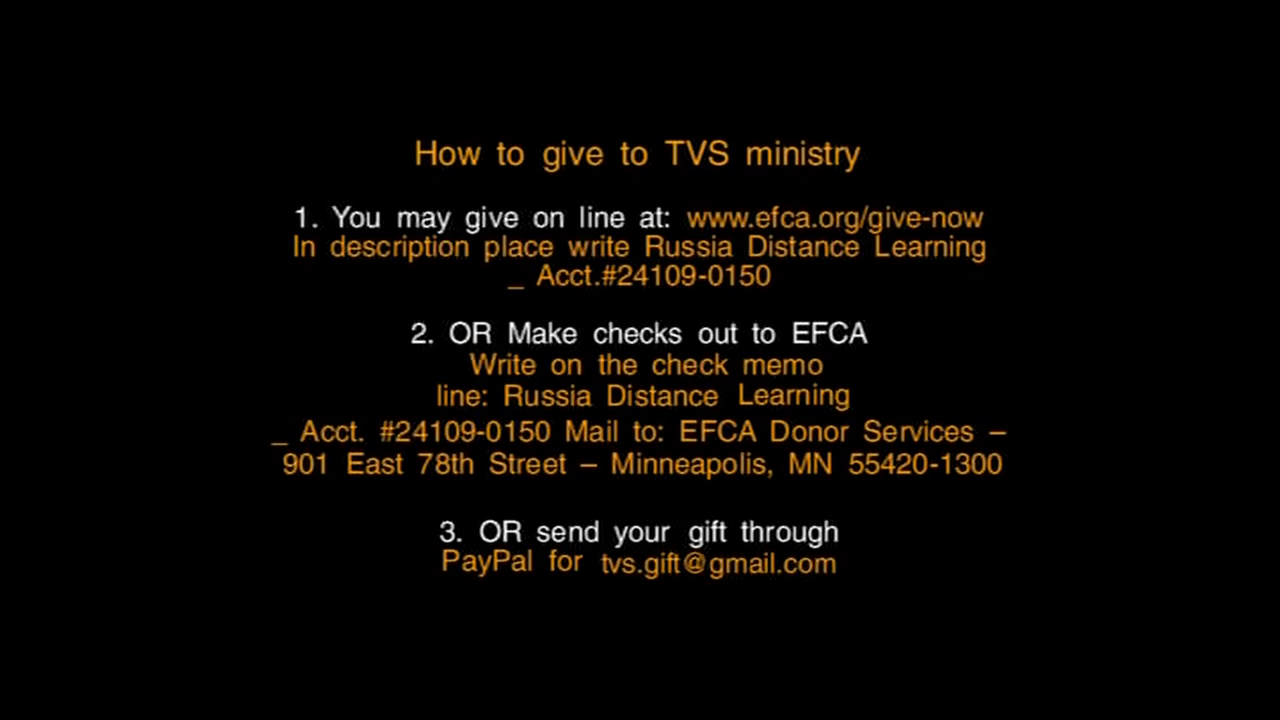 How to give to TVS ministry
1. You may give on line at: www.efca.org/give-now
In description place write Russia Distance Learning
_ Acct.#24109-0150
2. OR Make checks out to EFCA
Write on the check memo
line: Russia Distance Learning
_ Acct. #24109-0150 Mail to: EFCA Donor Services –
901 East 78th Street – Minneapolis, MN 55420-1300
3. OR send your gift through
PayPal for tvs.gift@gmail.com